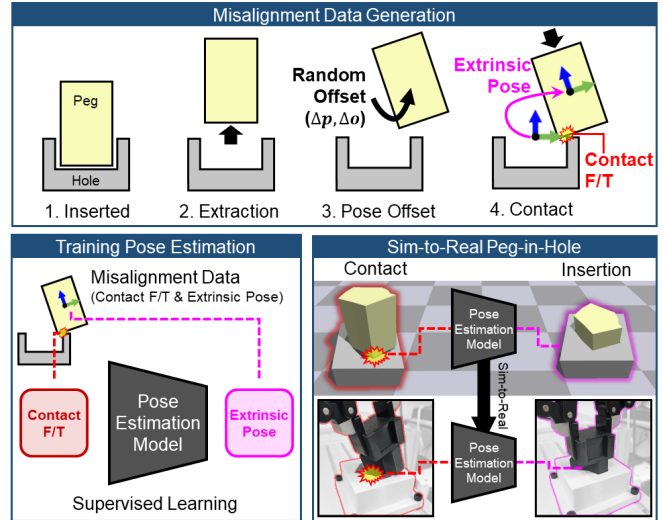 Misalignment Data Generation
Peg
Hole
1. Inserted
2. Extraction
Random
Offset
(Δp, Δo)
3. Pose Offset
Extrinsic
Pose
Contact
F/T
4. Contact
Training Pose Estimation
Misalignment Data
(Contact F/T & Extrinsic Pose)
Contact
F/T
Pose
Estimation
Model
Extrinsic
Pose
Supervised Learning
Sim-to-Real Peg-in-Hole
Contact
Insertion
Pose
Estimation
Model
Sim-to-Real
Pose
Estimation
Model